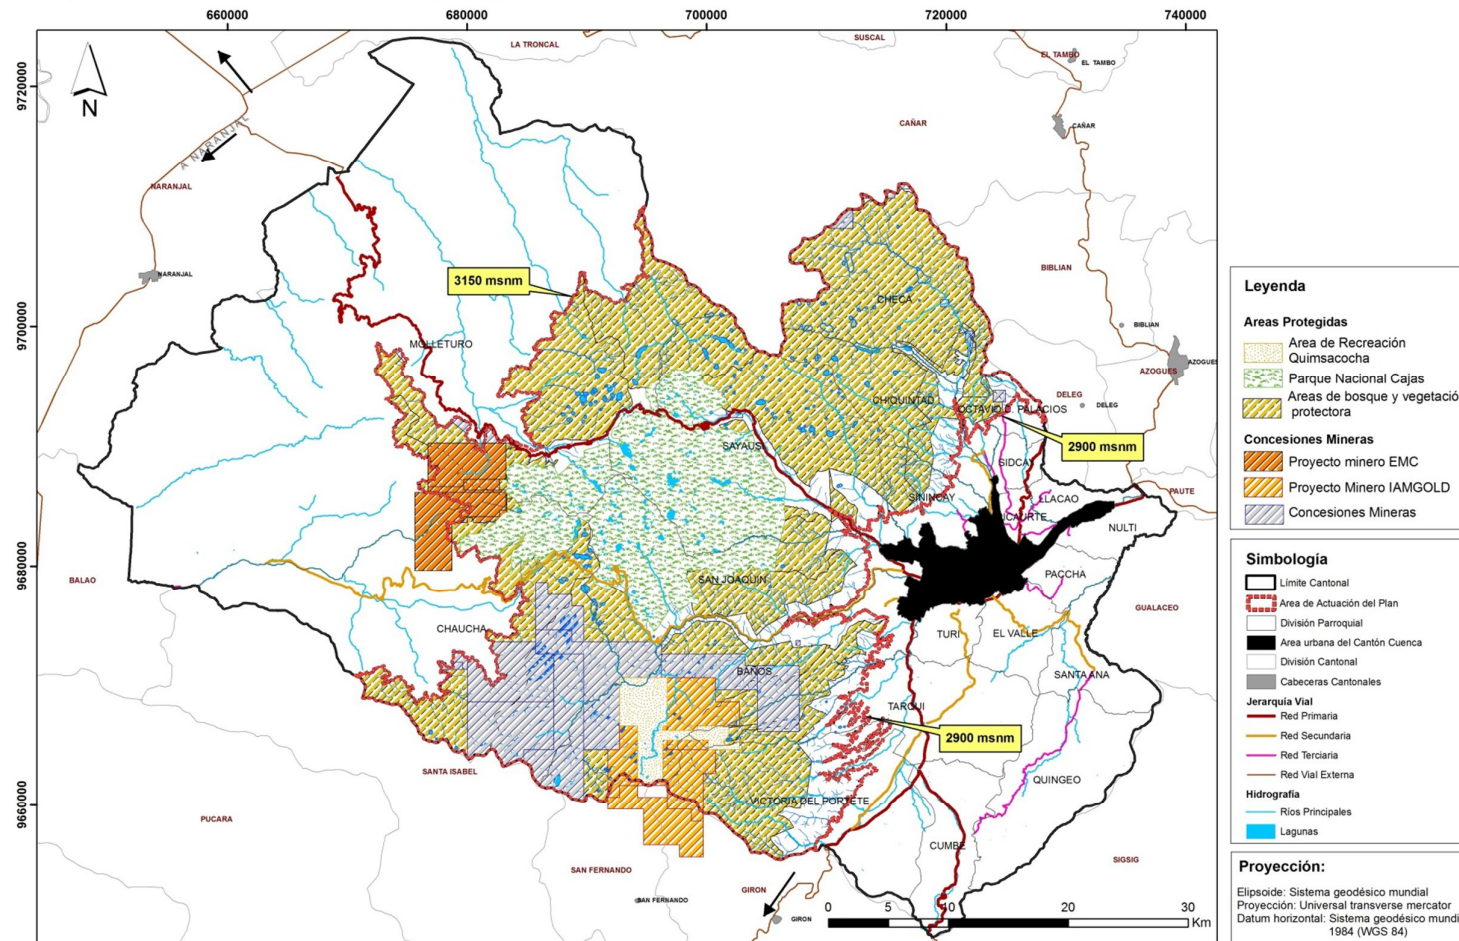 660000
680000
700000
720000
740000
9720000
9700000
9680000
9660000
N
LA TRONCAL
SUSCAL
EL TAMBO
EL TAMBO
CAÑAR
CAÑAR
A NARANJAL
NARANJAL
NARANJAL
3150 msnm
BIBLIAN
BIBLIAN
CHECA
MOLLETURO
AZOGUES
AZOGUES
CHIQUINTAD
OCTAVIO C. PALACIOS
DELEG
DELEG
2900 msnm
SAYAUSI
SIDCAY
SININCAY
LLACAO
PAUTE
NULTI
BALAO
SAN JOAQUIN
PACCHA
GUALACEO
CHAUCHA
TURI
EL VALLE
BAÑOS
SANTA ANA
TARQUI
2900 msnm
SANTA ISABEL
QUINGEO
VICTORIA DEL PORTETE
PUCARA
CUMBE
SIGSIG
SAN FERNANDO
SAN FERNANDO
GIRON
GIRON
0 5 10 20 30
Km
Leyenda
Areas Protegidas
Area de Recreación
Quimsacocha
Parque Nacional Cajas
Areas de bosque y vegetació
protectora
Concesiones Mineras
Proyecto minero EMC
Proyecto Minero IAMGOLD
Concesiones Mineras
Simbología
Límite Cantonal
Area de Actuación del Plan
División Parroquial
Area urbana del Cantón Cuenca
División Cantonal
Cabeceras Cantonales
Jerarquía Vial
Red Primaria
Red Secundaria
Red Terciaria
Red Vial Externa
Hidrografía
Ríos Principales
Lagunas
Proyección:
Elipsoide: Sistema geodésico mundial
Proyección: Universal transverse mercator
Datum horizontal: Sistema geodésico mundi
1984 (WGS 84)